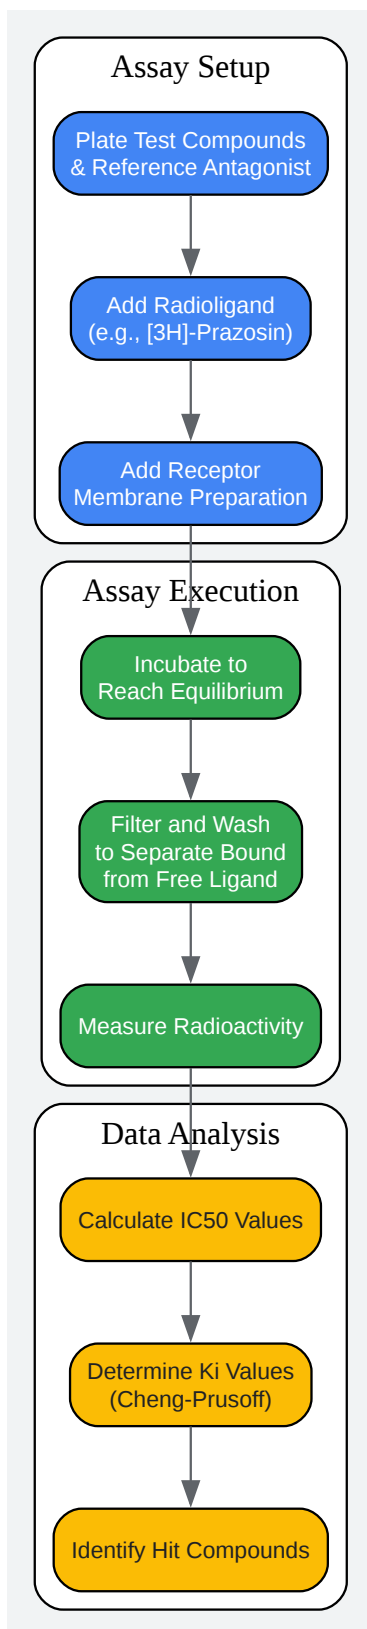 Assay Setup
Plate Test Compounds
& Reference Antagonist
Add Radioligand
(e.g., [3H]-Prazosin)
Add Receptor
Membrane Preparation
Assay Execution
Incubate to
Reach Equilibrium
Filter and Wash
to Separate Bound
from Free Ligand
Measure Radioactivity
Data Analysis
Calculate IC50 Values
Determine Ki Values
(Cheng-Prusoff)
Identify Hit Compounds